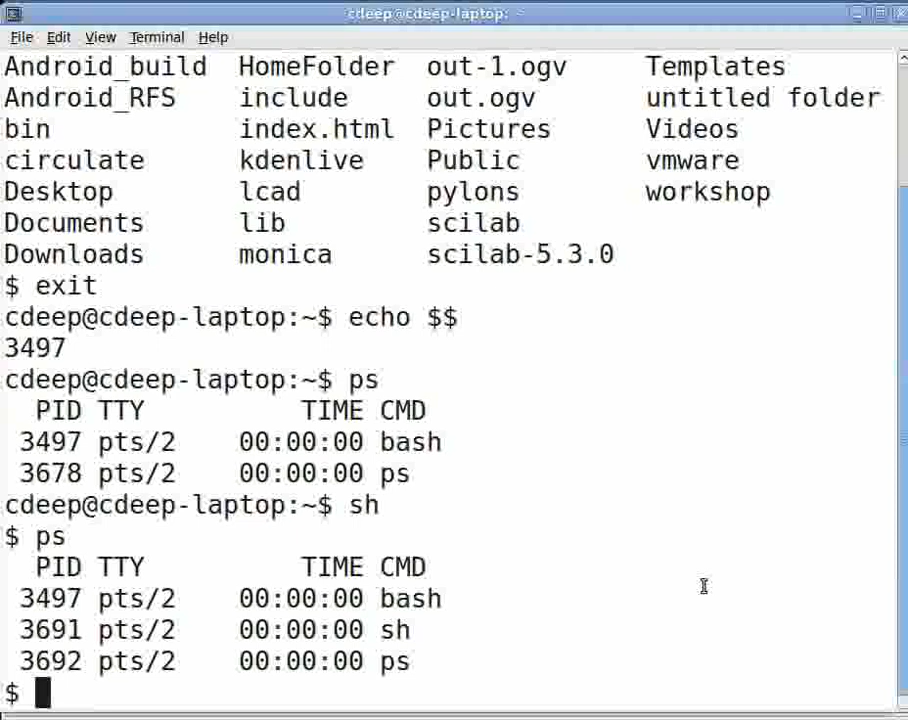 cdeep@cdeep-laptop: ~
File Edit View Terminal Help
Android_build HomeFolder out-1.ogv Templates
Android_RFS include out.ogv untitled folder
bin index.html Pictures Videos
circulate kdenlive Public vmware
Desktop lcad pylons workshop
Documents lib scilab
Downloads monica scilab-5.3.0
$ exit
cdeep@cdeep-laptop:~$ echo $$
3497
cdeep@cdeep-laptop:~$ ps
PID TTY TIME CMD
3497 pts/2 00:00:00 bash
3678 pts/2 00:00:00 ps
cdeep@cdeep-laptop:~$ sh
$ ps
PID TTY TIME CMD
3497 pts/2 00:00:00 bash
3691 pts/2 00:00:00 sh
3692 pts/2 00:00:00 ps
$